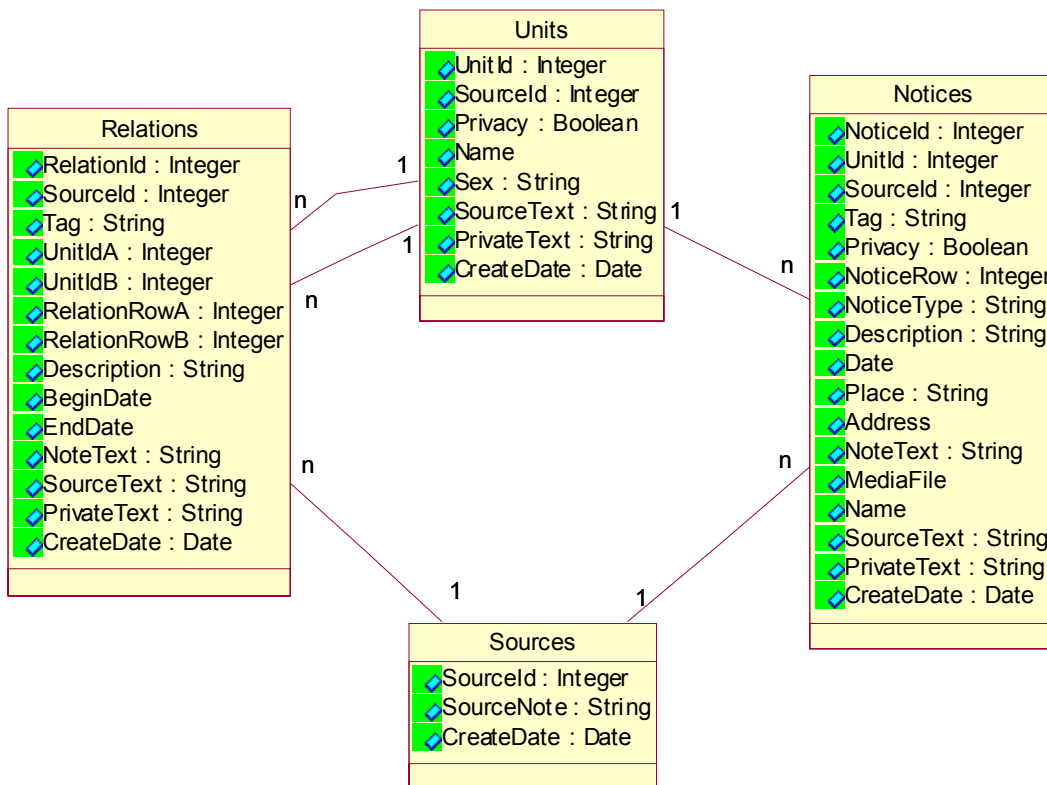 Units
UnitId : Integer
SourceId : Integer
Privacy : Boolean
Name
Sex : String
SourceText : String
PrivateText : String
CreateDate : Date
Relations
RelationId : Integer
SourceId : Integer
Tag : String
UnitIdA : Integer
UnitIdB : Integer
RelationRowA : Integer
RelationRowB : Integer
Description : String
BeginDate
EndDate
NoteText : String
SourceText : String
PrivateText : String
CreateDate : Date
Notices
NoticeId : Integer
UnitId : Integer
SourceId : Integer
Tag : String
Privacy : Boolean
NoticeRow : Integer
NoticeType : String
Description : String
Date
Place : String
Address
NoteText : String
MediaFile
Name
SourceText : String
PrivateText : String
CreateDate : Date
n
1
n
1
1
n
n
1
n
1
Sources
SourceId : Integer
SourceNote : String
CreateDate : Date